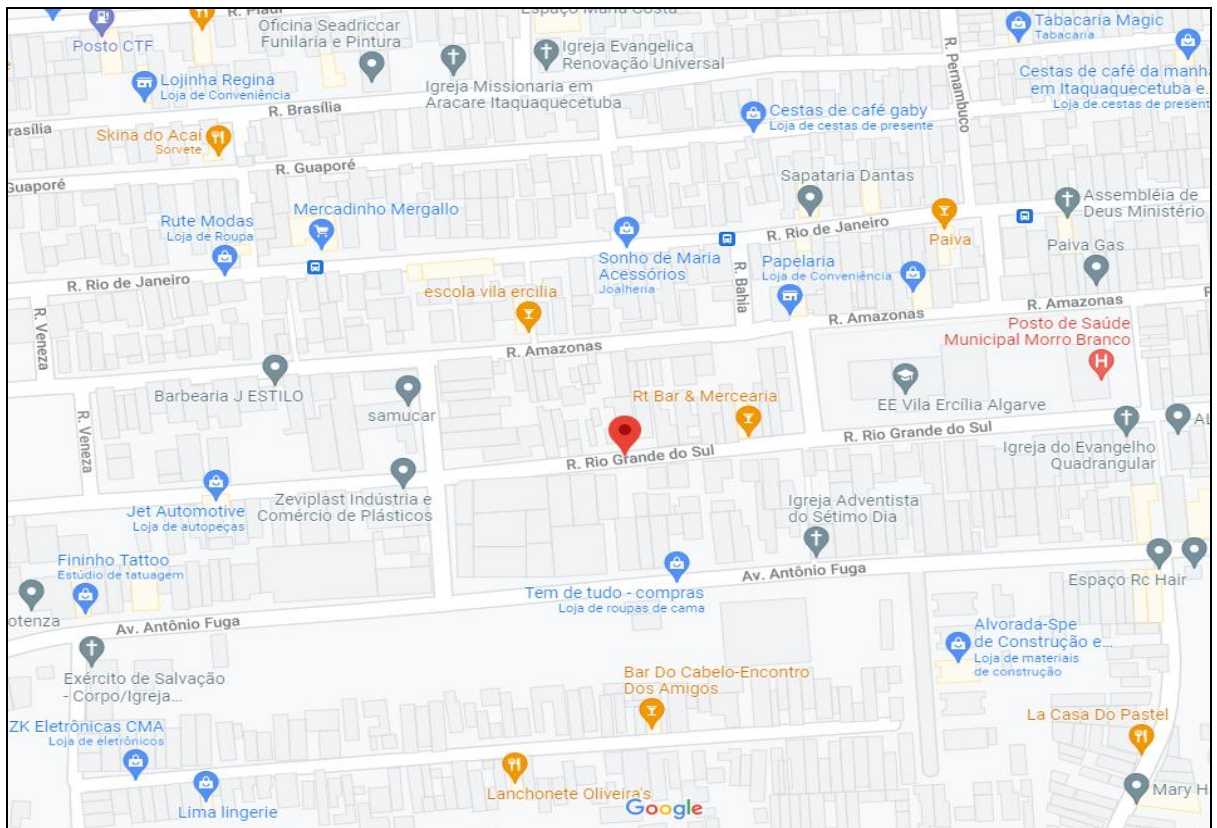 R. Piauí
Espaço Maria Costa
Posto CTF
Oficina Seadriccar
Funilaria e Pintura
Igreja Evangelica
Renovação Universal
Tabacaria Magic
Tabacaria
R. Pernambuco
Lojinha Regina
Loja de Conveniência
Igreja Missionaria em
Aracare Itaquaquecetuba
Cestas de café da manh
em Itaquaquecetuba e...
Loja de cestas de present
R. Brasília
rasília
Cestas de café gaby
Loja de cestas de presente
Skina do Açaí
Sorvete
R. Guaporé
Guaporé
Sapataria Dantas
Assembléia de
Deus Ministério
Rute Modas
Loja de Roupa
Mercadinho Mergallo
R. Rio de Janeiro
Paiva
Sonho de Maria
Acessórios
Joalheria
R. Bahia
Papelaria
Loja de Conveniência
Paiva Gas
R. Rio de Janeiro
escola vila ercilia
R. Veneza
R. Amazonas
R. Amazonas
Posto de Saúde
Municipal Morro Branco
R. Amazonas
Barbearia J ESTILO
samucar
Rt Bar & Mercearia
EE Vila Ercília Algarve
R. Veneza
R. Rio Grande do Sul
AL
Igreja do Evangelho
Quadrangular
R. Rio Grande do Sul
Jet Automotive
Loja de autopeças
Zeviplast Indústria e
Comércio de Plásticos
Igreja Adventista
do Sétimo Dia
Fininho Tattoo
Estúdio de tatuagem
Av. Antônio Fuga
Espaço Rc Hair
Tem de tudo - compras
Loja de roupas de cama
otenza
Av. Antônio Fuga
Alvorada-Spe
de Construção e...
Loja de materiais
de construção
Exército de Salvação
- Corpo/Igreja...
Bar Do Cabelo-Encontro
Dos Amigos
La Casa Do Pastel
ZK Eletrônicas CMA
Loja de eletrônicos
Lanchonete Oliveira's
Mary H
Lima lingerie
Google